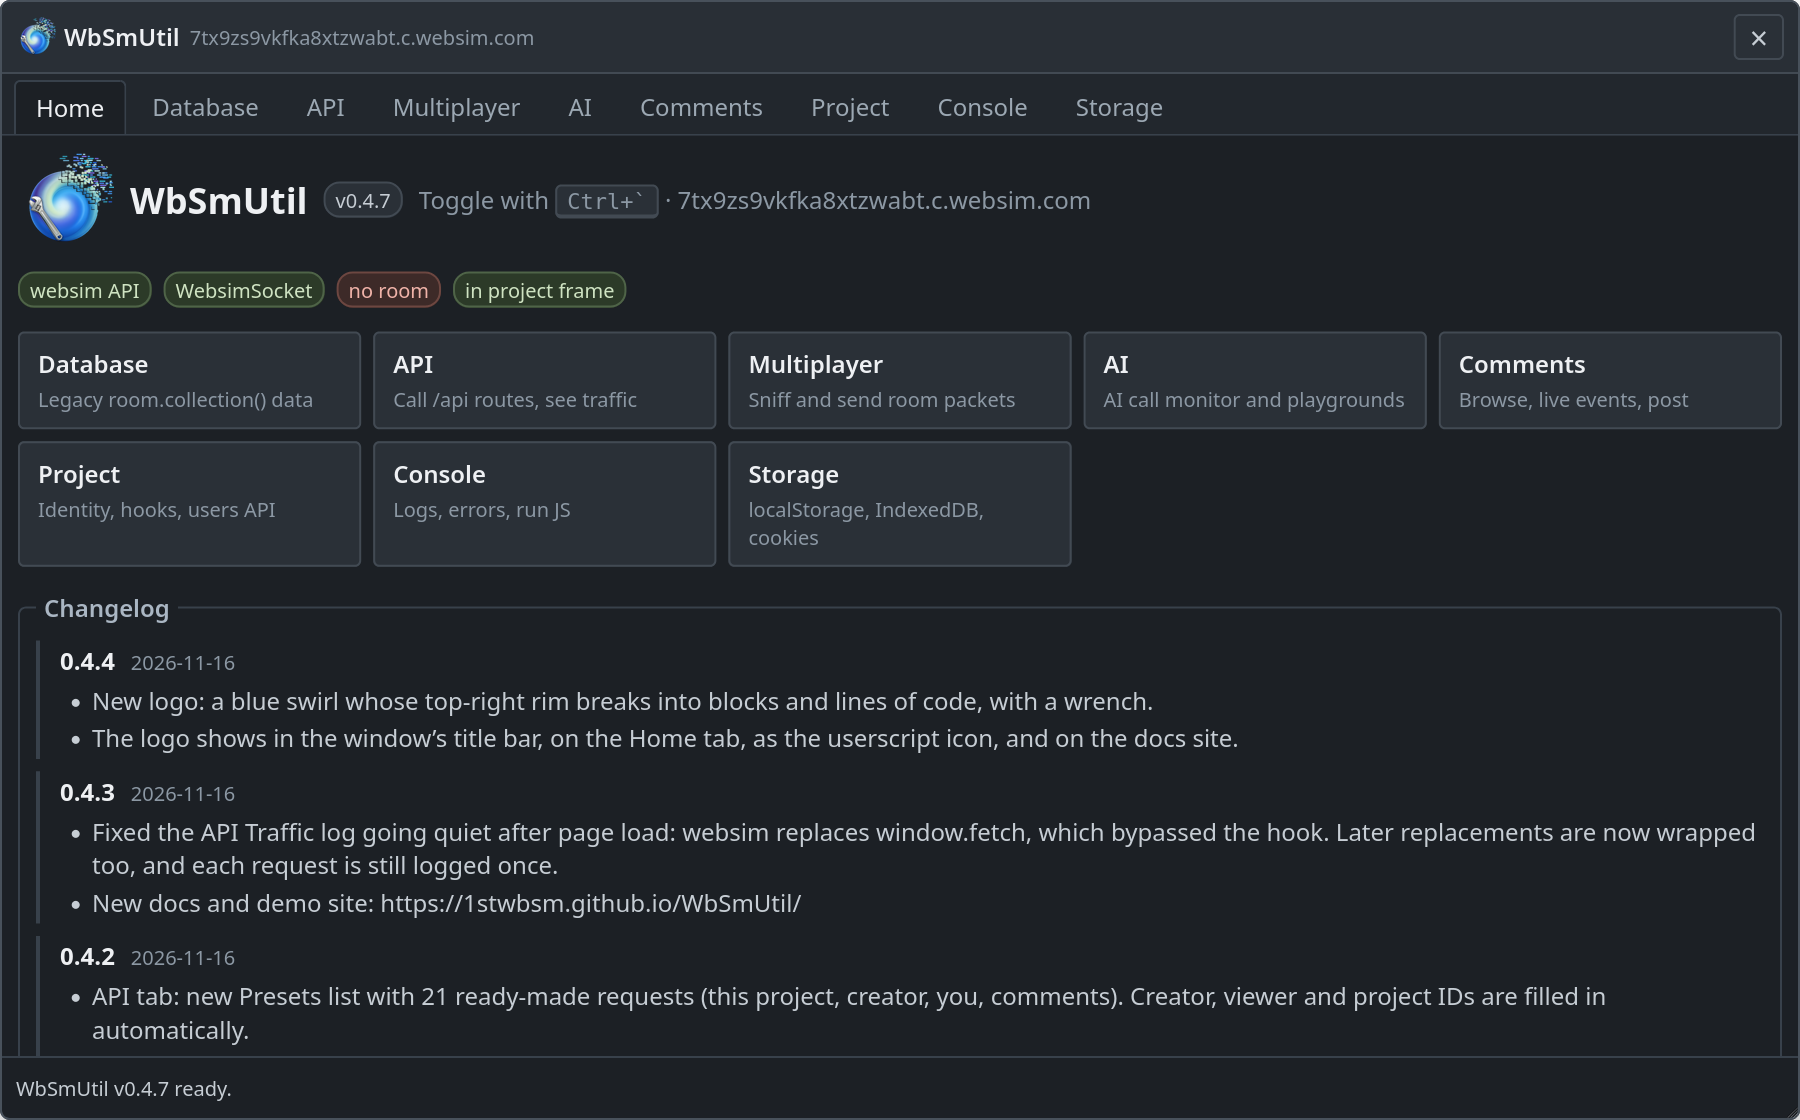 WbSmUtil 7tx9zs9vkfka8xtzwabt.c.websim.com ×
Home Database API Multiplayer AI Comments Project Console Storage
WbSmUtil v0.4.7 Toggle with Ctrl+` · 7tx9zs9vkfka8xtzwabt.c.websim.com
websim API WebsimSocket no room in project frame
Database
Legacy room.collection() data
API
Call /api routes, see traffic
Multiplayer
Sniff and send room packets
AI
AI call monitor and playgrounds
Comments
Browse, live events, post
Project
Identity, hooks, users API
Console
Logs, errors, run JS
Storage
localStorage, IndexedDB,
cookies
Changelog
0.4.4 2026-11-16
• New logo: a blue swirl whose top-right rim breaks into blocks and lines of code, with a wrench.
• The logo shows in the window’s title bar, on the Home tab, as the userscript icon, and on the docs site.
0.4.3 2026-11-16
• Fixed the API Traffic log going quiet after page load: websim replaces window.fetch, which bypassed the hook. Later replacements are now wrapped
too, and each request is still logged once.
• New docs and demo site: https://1stwbsm.github.io/WbSmUtil/
0.4.2 2026-11-16
• API tab: new Presets list with 21 ready-made requests (this project, creator, you, comments). Creator, viewer and project IDs are filled in
automatically.
WbSmUtil v0.4.7 ready.